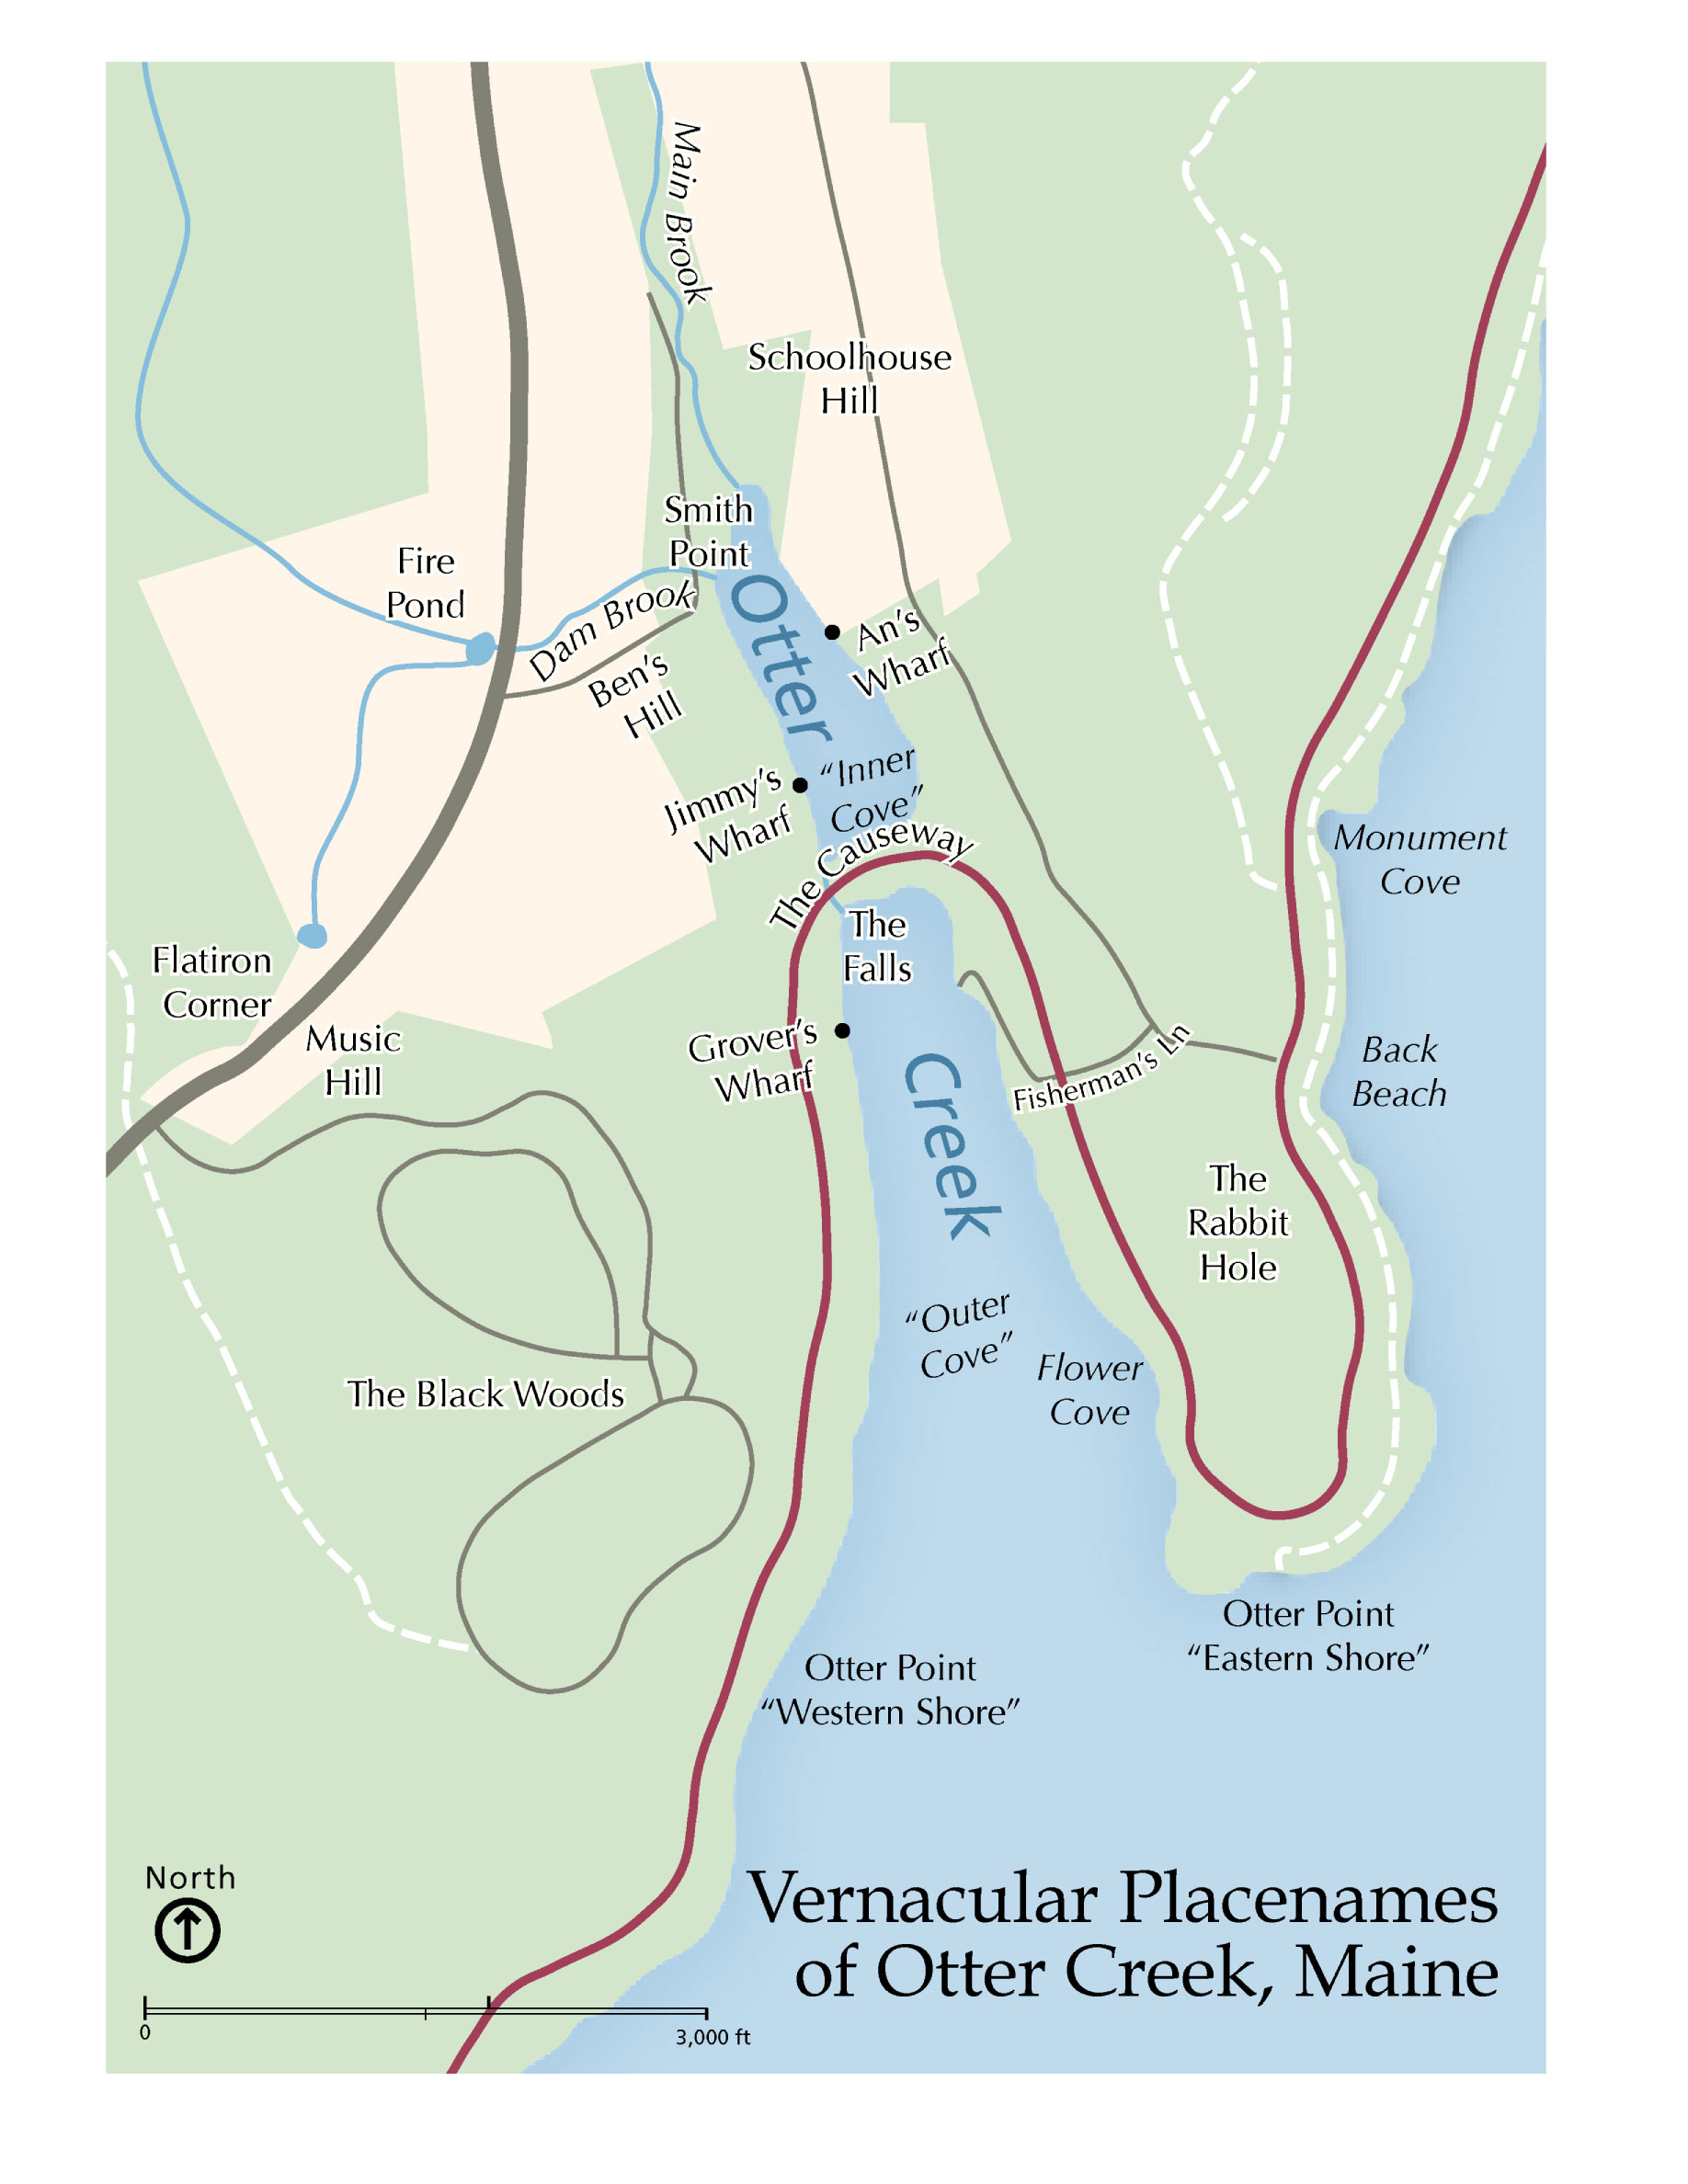 Main Brook
Schoolhouse
Hill
Smith
Point
Fire
Pond
Dam Brook
Ben's
Hill
Otter
An's
Wharf
Jimmy's
Wharf
“Inner
Cove”
The Causeway
Monument
Cove
The
Falls
Flatiron
Corner
Music
Hill
Grover's
Wharf
Creek
Fisherman's Ln
Back
Beach
The
Rabbit
Hole
“Outer
Cove”
Flower
Cove
The Black Woods
Otter Point
“Eastern Shore”
Otter Point
“Western Shore”
North
Vernacular Placenames
of Otter Creek, Maine
0
3,000 ft